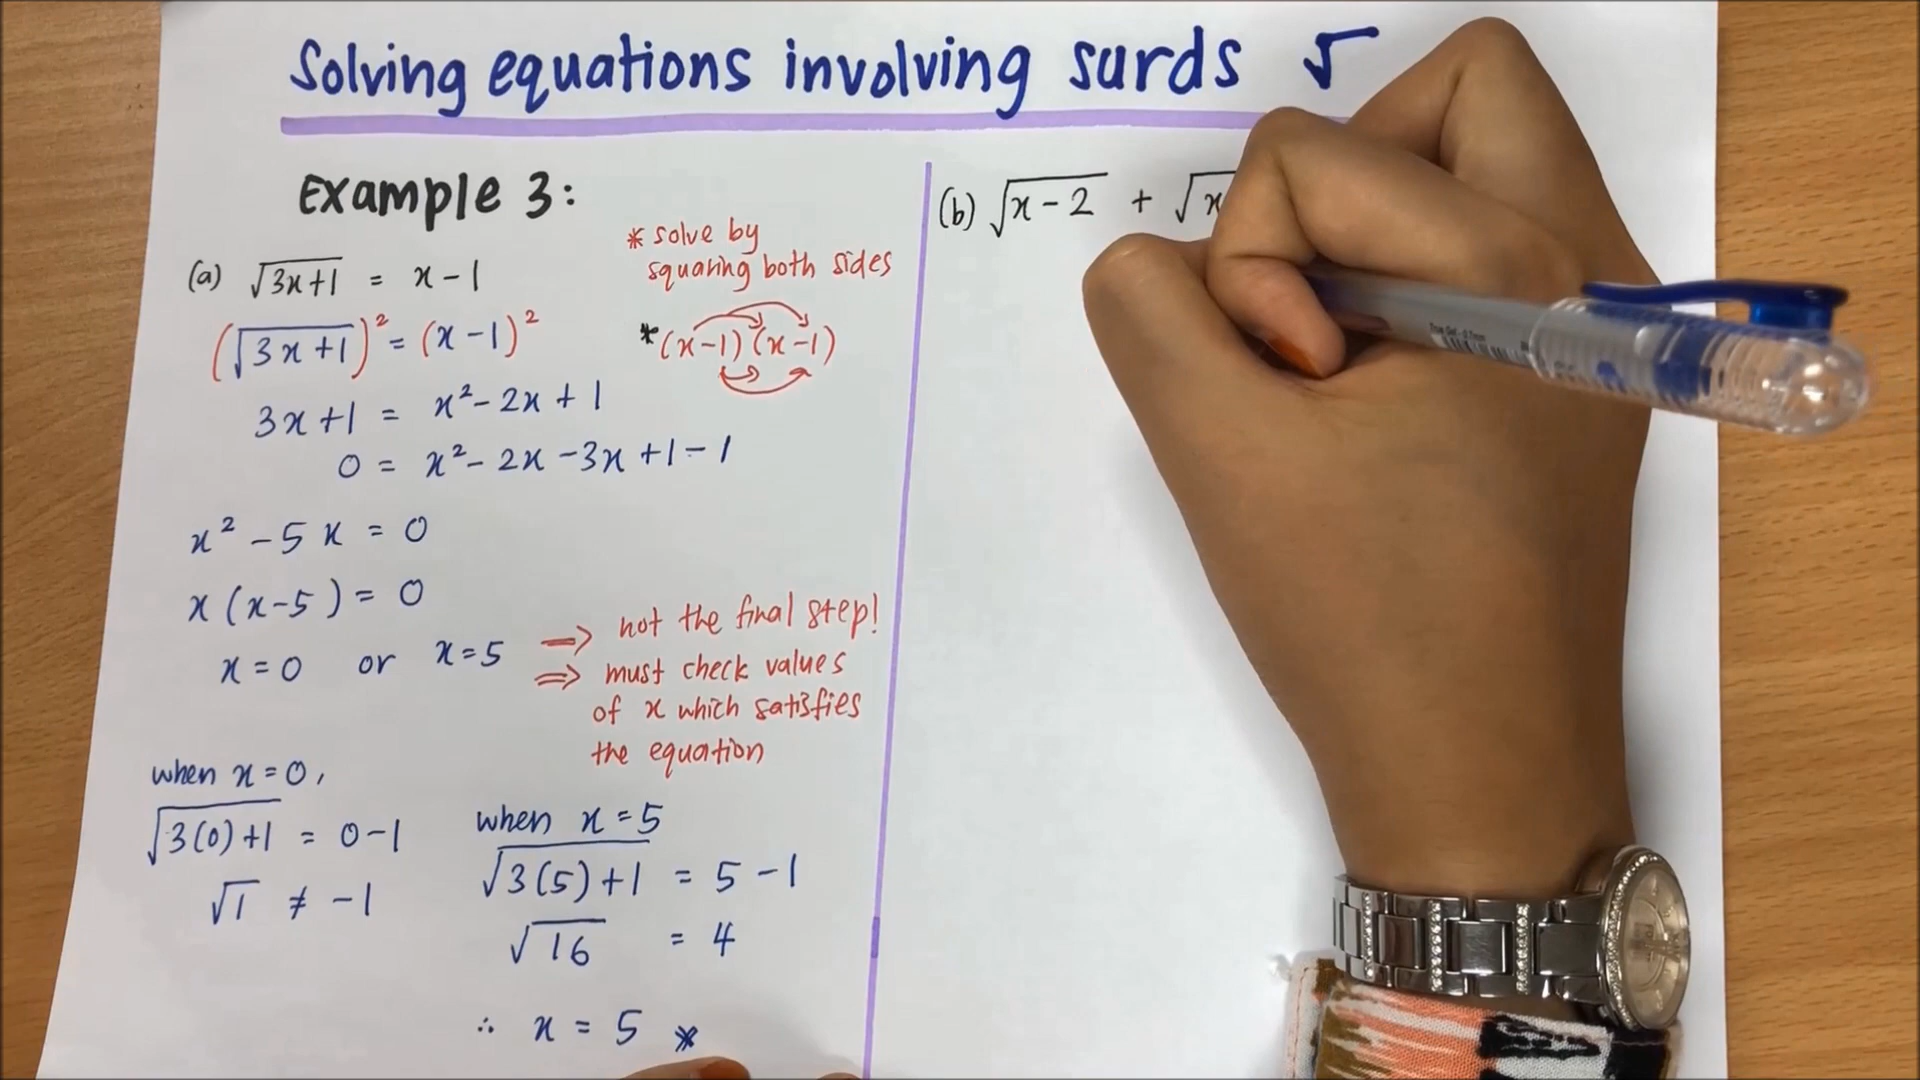 Solving equations involving surds √
Example 3:
(a) √(3x+1) = x-1
(√(3x+1))² = (x-1)²
3x+1 = x²-2x+1
0 = x²-2x-3x+1-1
x²-5x = 0
x(x-5) = 0
x=0 or x=5
* solve by
squaring both sides
*(x-1)(x-1)
⇒ not the final step!
⇒ must check values
of x which satisfies
the equation
when x=0,
√(3(0)+1) = 0-1
√1 ≠ -1
when x=5
√(3(5)+1) = 5-1
√16 = 4
∴ x = 5 *
(b) √(x-2) + √x